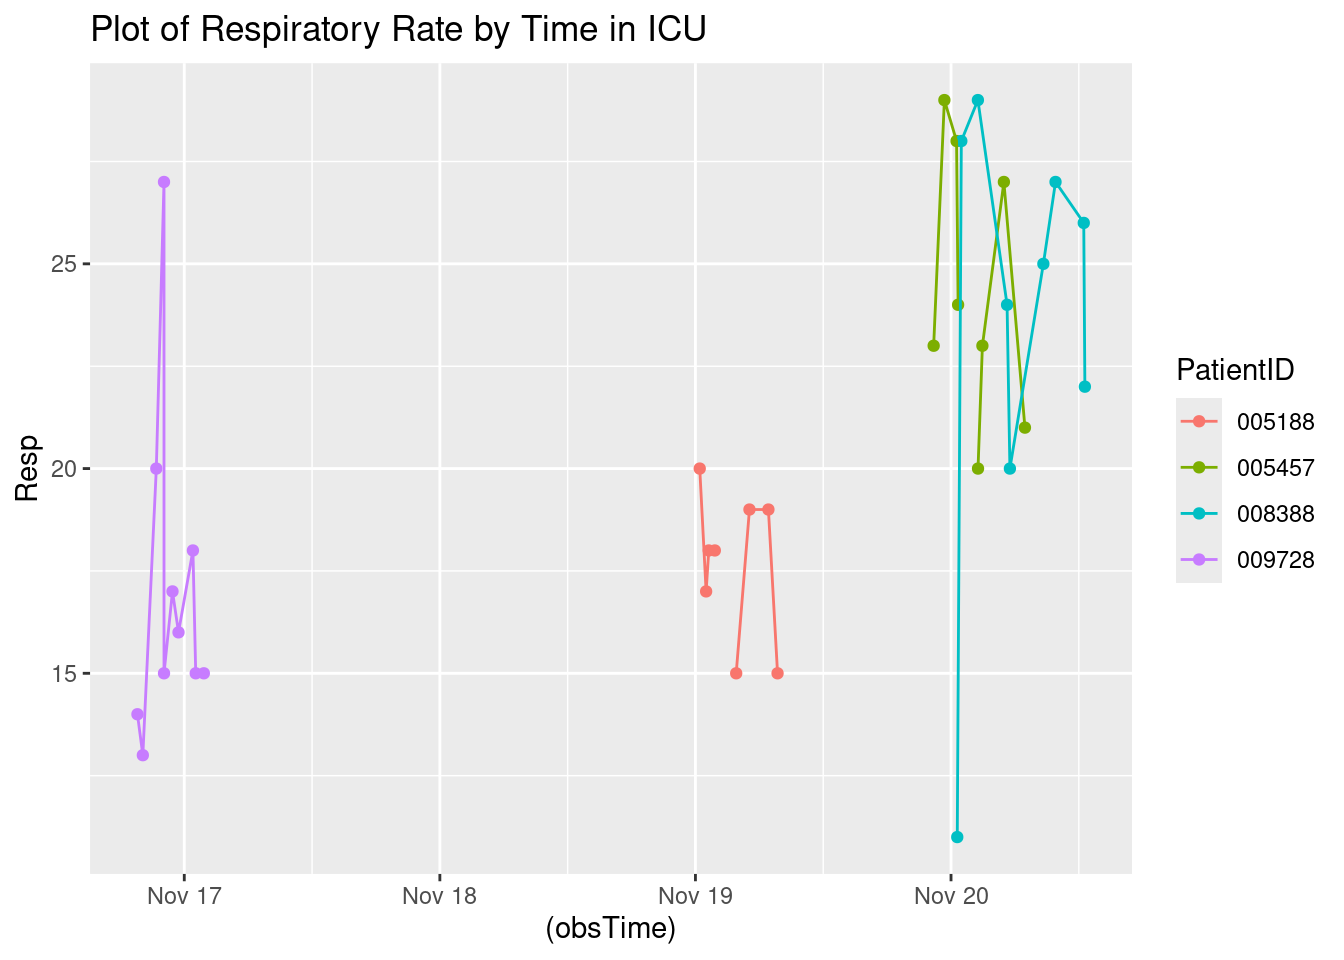 Plot of Respiratory Rate by Time in ICU
Resp
25
20
15
Nov 17
Nov 18
Nov 19
Nov 20
(obsTime)
PatientID
005188
005457
008388
009728